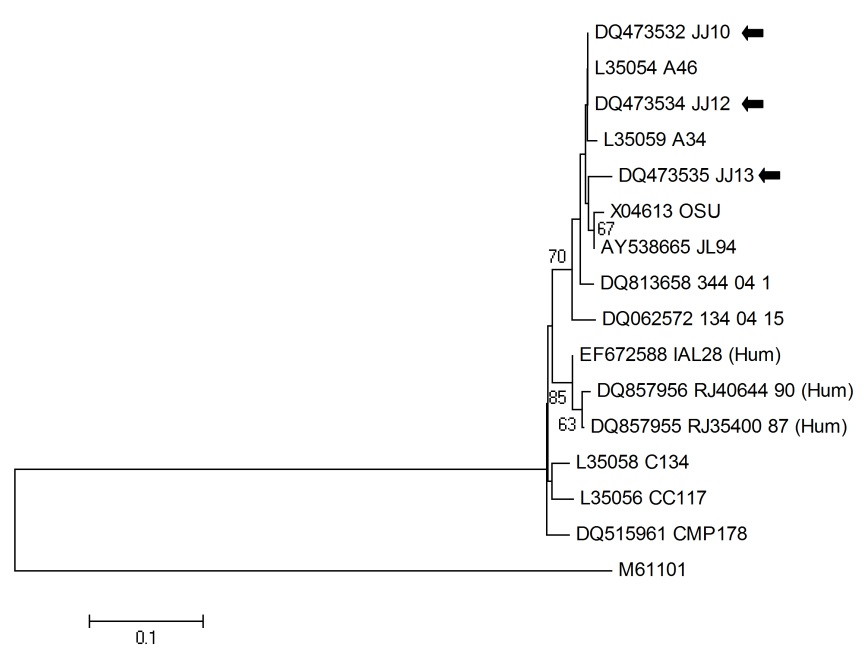 DQ473532 JJ10
L35054 A46
DQ473534 JJ12
L35059 A34
DQ473535 JJ13
X04613 OSU
67
AY538665 JL94
70
DQ813658 344 04 1
DQ062572 134 04 15
EF672588 IAL28 (Hum)
DQ857956 RJ40644 90 (Hum)
85
63
DQ857955 RJ35400 87 (Hum)
L35058 C134
L35056 CC117
DQ515961 CMP178
M61101
0.1